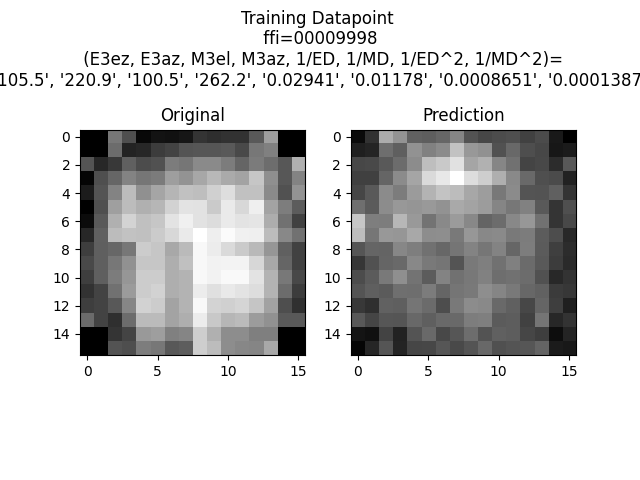 Training Datapoint
ffi=00009998
(E3ez, E3az, M3el, M3az, 1/ED, 1/MD, 1/ED^2, 1/MD^2)=
105.5', '220.9', '100.5', '262.2', '0.02941', '0.01178', '0.0008651', '0.0001387
Original Prediction
0 0
2 2
4 4
6 6
8 8
10 10
12 12
14 14
0 5 10 15 0 5 10 15